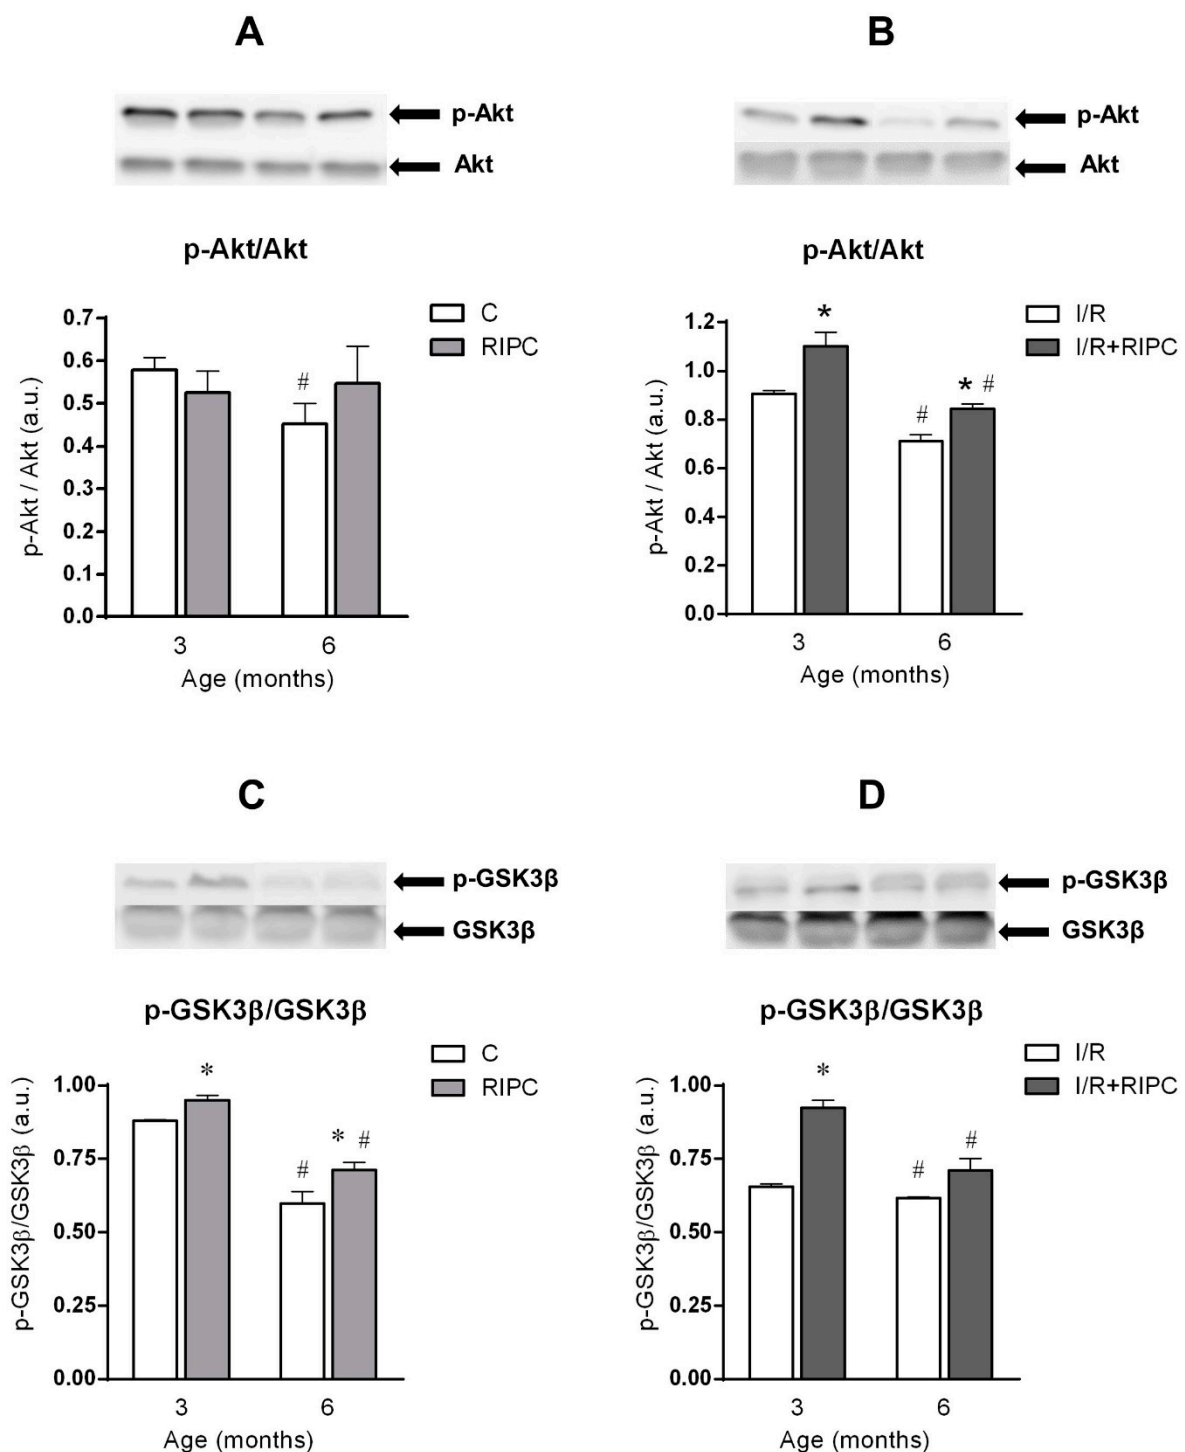 A
p-Akt
Akt
p-Akt/Akt
C
RIPC
p-Akt / Akt (a.u.)
0.7
0.6
0.5
0.4
0.3
0.2
0.1
0.0
#
3
6
Age (months)
B
p-Akt
Akt
p-Akt/Akt
I/R
I/R+RIPC
p-Akt / Akt (a.u.)
1.2
1.0
0.8
0.6
0.4
0.2
0.0
*
#
* #
3
6
Age (months)
C
p-GSK3β
GSK3β
p-GSK3β/GSK3β
C
RIPC
p-GSK3β/GSK3β (a.u.)
1.00
0.75
0.50
0.25
0.00
*
#
* #
3
6
Age (months)
D
p-GSK3β
GSK3β
p-GSK3β/GSK3β
I/R
I/R+RIPC
p-GSK3β/GSK3β (a.u.)
1.00
0.75
0.50
0.25
0.00
*
#
#
3
6
Age (months)